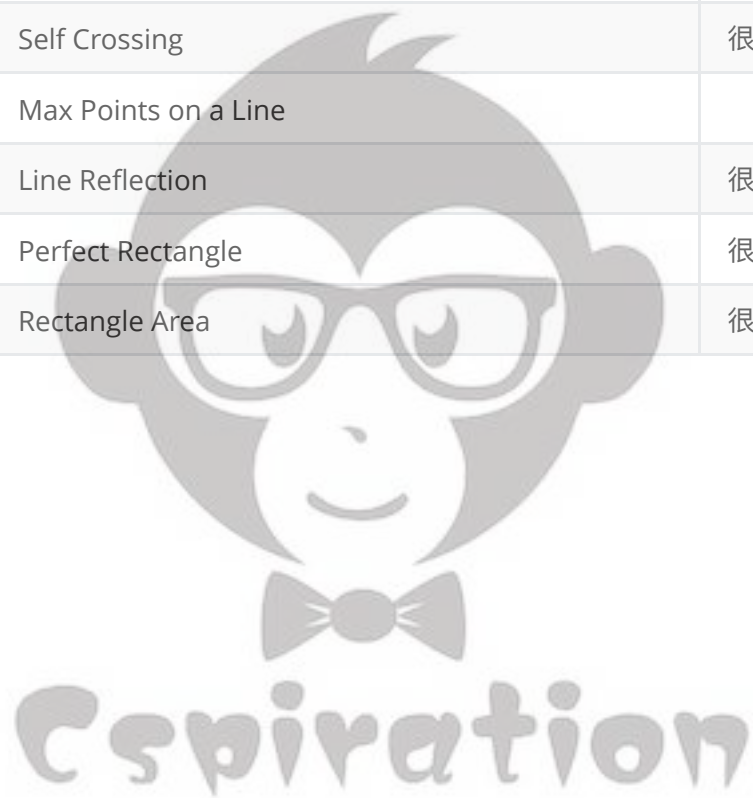 Self Crossing 很
Max Points on a Line
Line Reflection 很
Perfect Rectangle 很
Rectangle Area 很
Cspiration